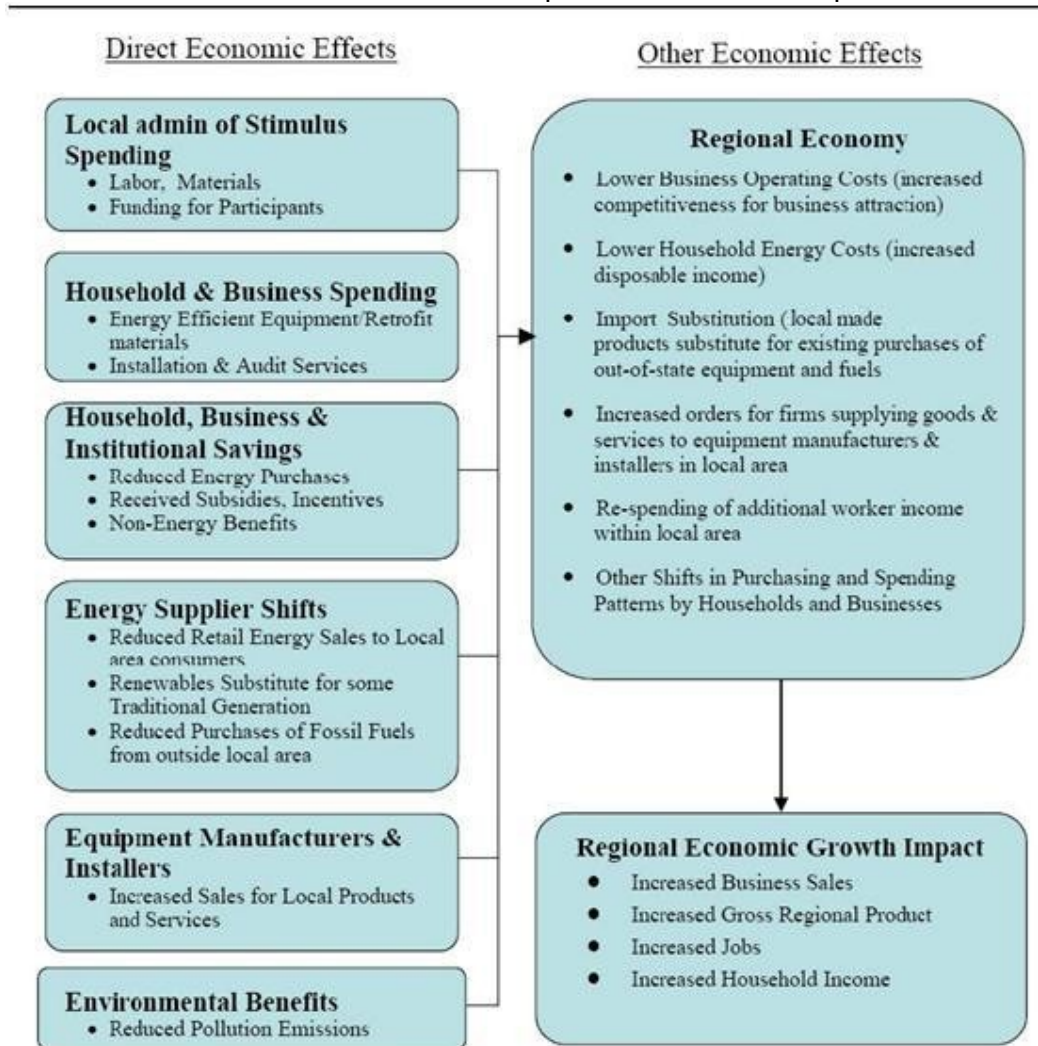 Direct Economic Effects
Local admin of Stimulus
Spending
• Labor, Materials
• Funding for Participants
Household & Business Spending
• Energy Efficient Equipment/Retrofit
materials
• Installation & Audit Services
Household, Business &
Institutional Savings
• Reduced Energy Purchases
• Received Subsidies, Incentives
• Non-Energy Benefits
Energy Supplier Shifts
• Reduced Retail Energy Sales to Local
area consumers
• Renewables Substitute for some
Traditional Generation
• Reduced Purchases of Fossil Fuels
from outside local area
Equipment Manufacturers &
Installers
• Increased Sales for Local Products
and Services
Environmental Benefits
• Reduced Pollution Emissions
Other Economic Effects
Regional Economy
• Lower Business Operating Costs (increased
competitiveness for business attraction)
• Lower Household Energy Costs (increased
disposable income)
• Import Substitution ( local made
products substitute for existing purchases of
out-of-state equipment and fuels
• Increased orders for firms supplying goods &
services to equipment manufacturers &
installers in local area
• Re-spending of additional worker income
within local area
• Other Shifts in Purchasing and Spending
Patterns by Households and Businesses
Regional Economic Growth Impact
• Increased Business Sales
• Increased Gross Regional Product
• Increased Jobs
• Increased Household Income